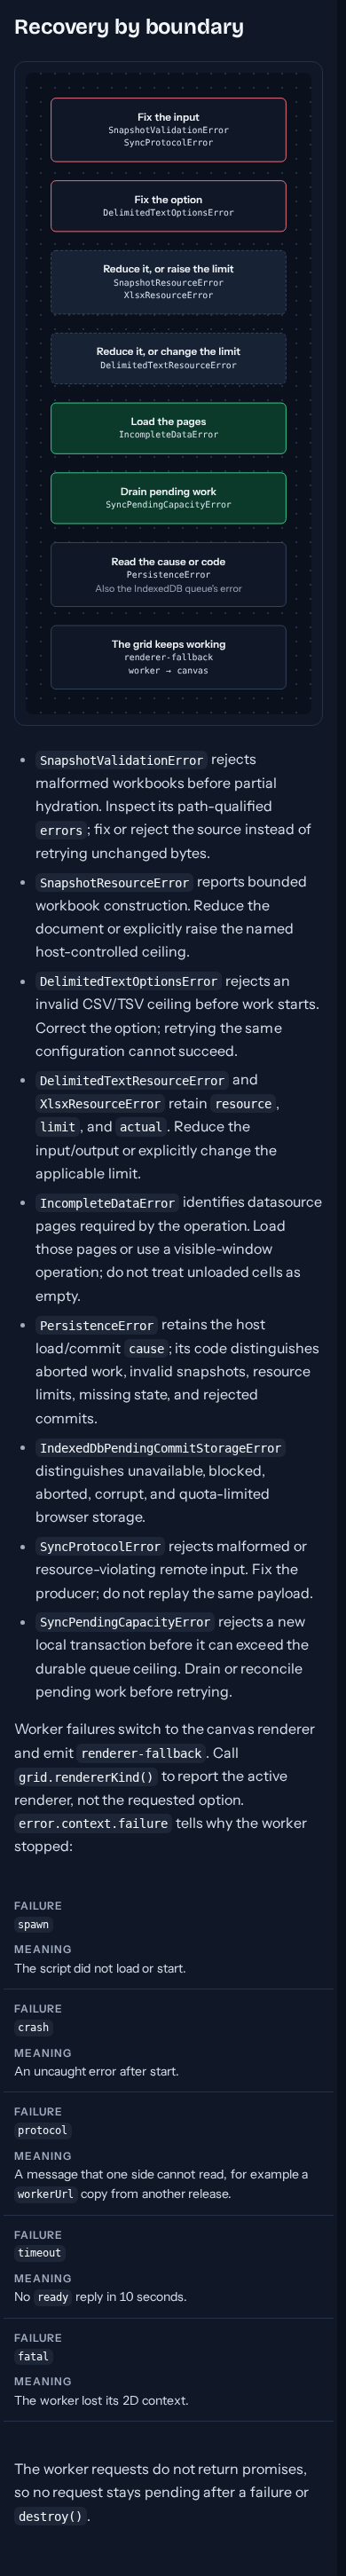 Recovery by boundary
Fix the input
SnapshotValidationError
SyncProtocolError
Fix the option
DelimitedTextOptionsError
Reduce it, or raise the limit
SnapshotResourceError
XlsxResourceError
Reduce it, or change the limit
DelimitedTextResourceError
Load the pages
IncompleteDataError
Drain pending work
SyncPendingCapacityError
Read the cause or code
PersistenceError
Also the IndexedDB queue's error
The grid keeps working
renderer-fallback
worker → canvas
• SnapshotValidationError rejects
malformed workbooks before partial
hydration. Inspect its path-qualified
errors; fix or reject the source instead of
retrying unchanged bytes.
• SnapshotResourceError reports bounded
workbook construction. Reduce the
document or explicitly raise the named
host-controlled ceiling.
• DelimitedTextOptionsError rejects an
invalid CSV/TSV ceiling before work starts.
Correct the option; retrying the same
configuration cannot succeed.
• DelimitedTextResourceError and
XlsxResourceError retain resource,
limit, and actual. Reduce the
input/output or explicitly change the
applicable limit.
• IncompleteDataError identifies datasource
pages required by the operation. Load
those pages or use a visible-window
operation; do not treat unloaded cells as
empty.
• PersistenceError retains the host
load/commit cause; its code distinguishes
aborted work, invalid snapshots, resource
limits, missing state, and rejected
commits.
• IndexedDbPendingCommitStorageError
distinguishes unavailable, blocked,
aborted, corrupt, and quota-limited
browser storage.
• SyncProtocolError rejects malformed or
resource-violating remote input. Fix the
producer; do not replay the same payload.
• SyncPendingCapacityError rejects a new
local transaction before it can exceed the
durable queue ceiling. Drain or reconcile
pending work before retrying.
Worker failures switch to the canvas renderer
and emit renderer-fallback. Call
grid.rendererKind() to report the active
renderer, not the requested option.
error.context.failure tells why the worker
stopped:
FAILURE
spawn
MEANING
The script did not load or start.
FAILURE
crash
MEANING
An uncaught error after start.
FAILURE
protocol
MEANING
A message that one side cannot read, for example a
workerUrl copy from another release.
FAILURE
timeout
MEANING
No ready reply in 10 seconds.
FAILURE
fatal
MEANING
The worker lost its 2D context.
The worker requests do not return promises,
so no request stays pending after a failure or
destroy().